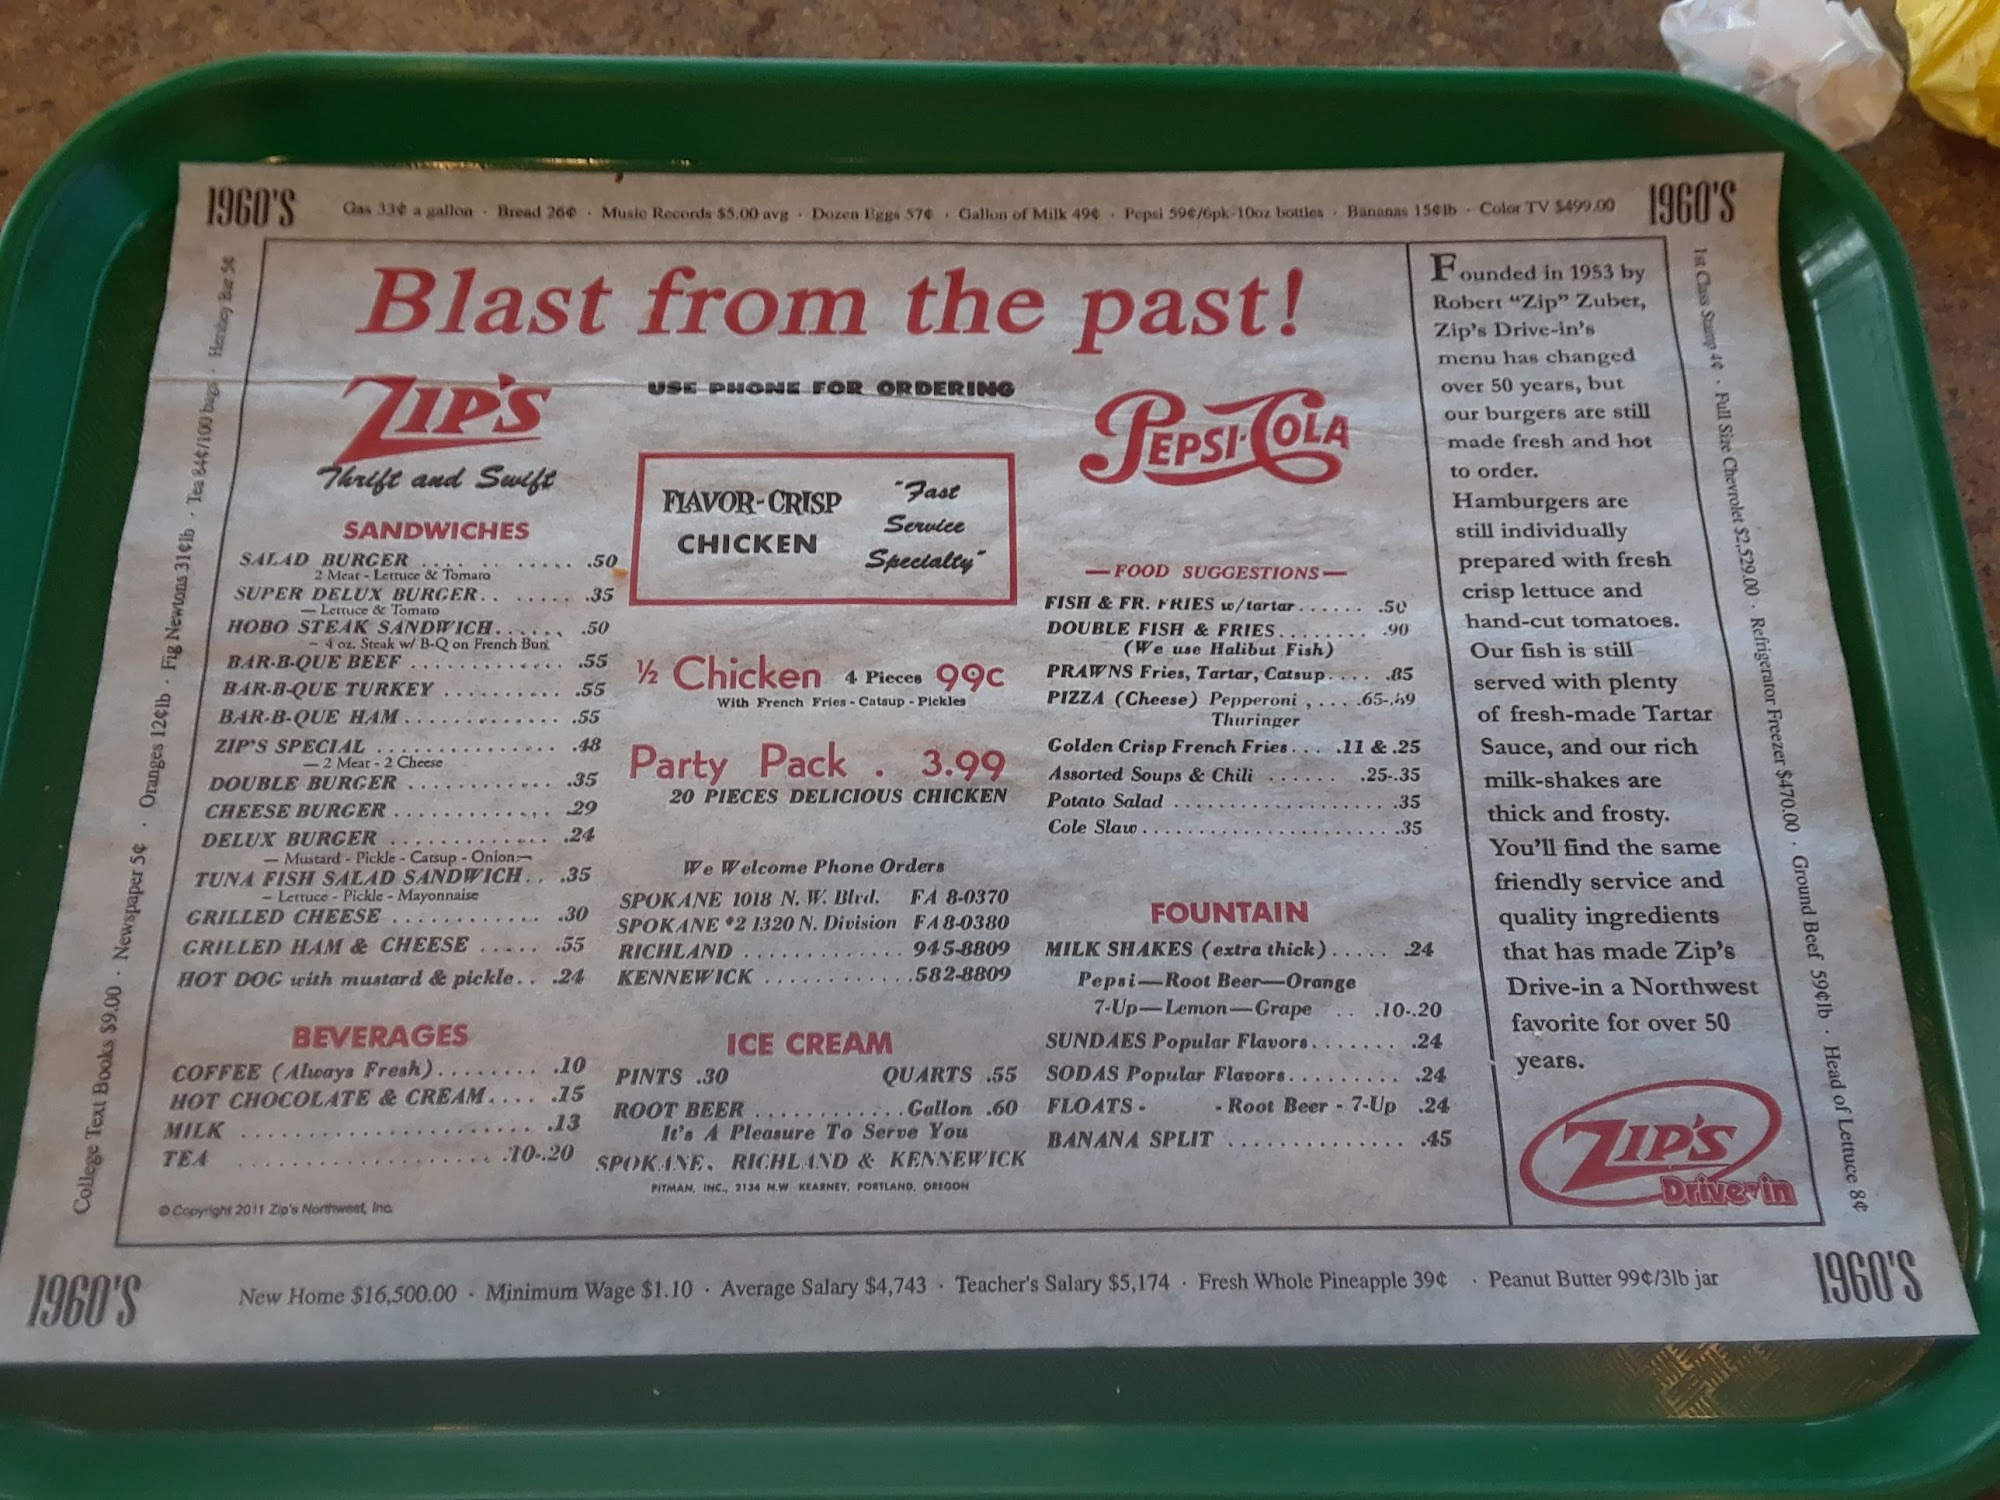 1960'S
Gas 33¢ a gallon · Bread 26¢ · Music Records $5.00 avg · Dozen Eggs 57¢ · Gallon of Milk 49¢ · Pepsi 59¢/6pk-10oz bottles · Bananas 15¢lb · Color TV $499.00
1960'S
College Text Books $9.00 · Newspaper 5¢ · Oranges 12¢lb · Fig Newtons 31¢lb · Tea 84¢/100 bags · Hershey Bar 5¢
Blast from the past!
ZIP'S
Thrift and Swift
SANDWICHES
SALAD BURGER .... .. ...... .50
2 Meat - Lettuce & Tomato
SUPER DELUX BURGER.. ...... .35
— Lettuce & Tomato
HOBO STEAK SANDWICH...... . .50
- 4 oz. Steak w/ B-Q on French Bun
BAR-B-QUE BEEF ............. .55
BAR-B-QUE TURKEY .......... .55
BAR-B-QUE HAM ............. .55
ZIP'S SPECIAL ............... .48
— 2 Meat - 2 Cheese
DOUBLE BURGER ............ .35
CHEESE BURGER ............. .29
DELUX BURGER ............. .24
— Mustard - Pickle - Catsup - Onion —
TUNA FISH SALAD SANDWICH.. .35
— Lettuce - Pickle - Mayonnaise
GRILLED CHEESE ............ .30
GRILLED HAM & CHEESE ..... .55
HOT DOG with mustard & pickle.. .24
BEVERAGES
COFFEE (Always Fresh)........ .10
HOT CHOCOLATE & CREAM.... .15
MILK ....................... .13
TEA .................... .10-.20
© Copyright 2011 Zip's Northwest, Inc.
USE PHONE FOR ORDERING
FLAVOR-CRISP
CHICKEN
"Fast
Service
Specialty"
½ Chicken 4 Pieces 99c
With French Fries - Catsup - Pickles
Party Pack . 3.99
20 PIECES DELICIOUS CHICKEN
We Welcome Phone Orders
SPOKANE 1018 N. W. Blvd. FA 8-0370
SPOKANE #2 1320 N. Division FA8-0380
RICHLAND ............. 945-8809
KENNEWICK ............ 582-8809
ICE CREAM
PINTS .30 QUARTS .55
ROOT BEER ............Gallon .60
It's A Pleasure To Serve You
SPOKANE, RICHLAND & KENNEWICK
PITMAN, INC., 2134 N.W. KEARNEY, PORTLAND, OREGON
PEPSI-COLA
—FOOD SUGGESTIONS—
FISH & FR. FRIES w/tartar...... .50
DOUBLE FISH & FRIES........ .90
(We use Halibut Fish)
PRAWNS Fries, Tartar, Catsup.... .85
PIZZA (Cheese) Pepperoni , ... .65-.69
Thuringer
Golden Crisp French Fries... .11 & .25
Assorted Soups & Chili ...... .25-.35
Potato Salad .................. .35
Cole Slaw..................... .35
FOUNTAIN
MILK SHAKES (extra thick)..... .24
Pepsi—Root Beer—Orange
7-Up—Lemon—Grape .. .10-.20
SUNDAES Popular Flavors....... .24
SODAS Popular Flavors......... .24
FLOATS - - Root Beer - 7-Up .24
BANANA SPLIT ............... .45
Founded in 1953 by
Robert "Zip" Zuber,
Zip's Drive-in's
menu has changed
over 50 years, but
our burgers are still
made fresh and hot
to order.
Hamburgers are
still individually
prepared with fresh
crisp lettuce and
hand-cut tomatoes.
Our fish is still
served with plenty
of fresh-made Tartar
Sauce, and our rich
milk-shakes are
thick and frosty.
You'll find the same
friendly service and
quality ingredients
that has made Zip's
Drive-in a Northwest
favorite for over 50
years.
ZIP'S
Drive-in
1st Class Stamp 4¢ · Full Size Chevrolet $2,529.00 · Refrigerator Freezer $470.00 · Ground Beef 59¢lb · Head of Lettuce 8¢
1960'S
New Home $16,500.00 · Minimum Wage $1.10 · Average Salary $4,743 · Teacher's Salary $5,174 · Fresh Whole Pineapple 39¢ · Peanut Butter 99¢/3lb jar
1960'S